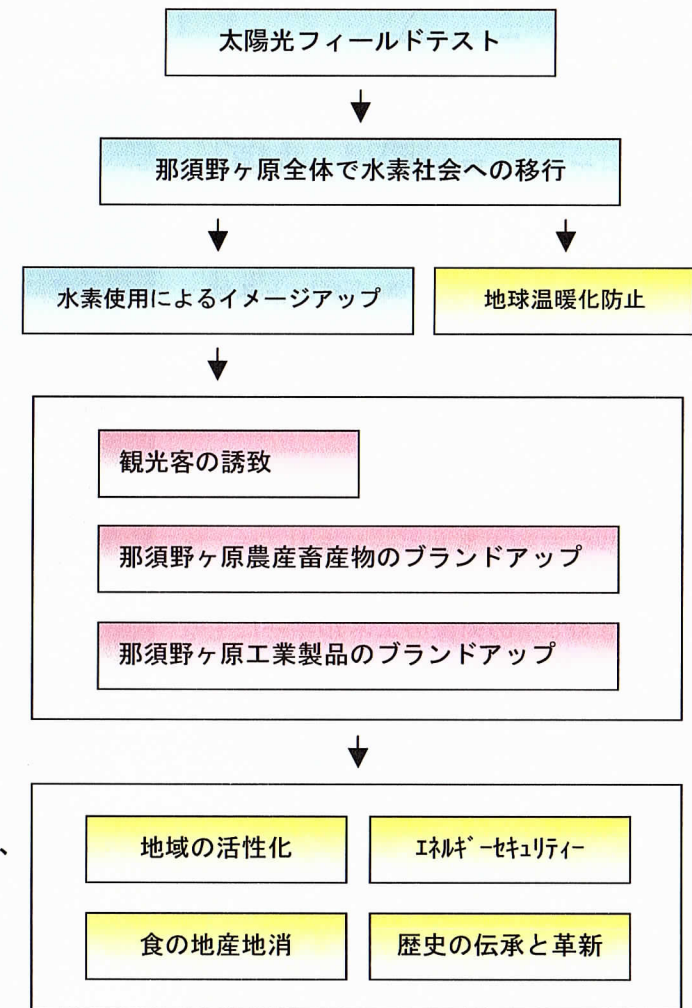 太陽光フィールドテスト
那須野ヶ原全体で水素社会への移行
水素使用によるイメージアップ
地球温暖化防止
観光客の誘致
那須野ヶ原農産畜産物のブランドアップ
那須野ヶ原工業製品のブランドアップ
、
地域の活性化
エネルギーセキュリティー
食の地産地消
歴史の伝承と革新